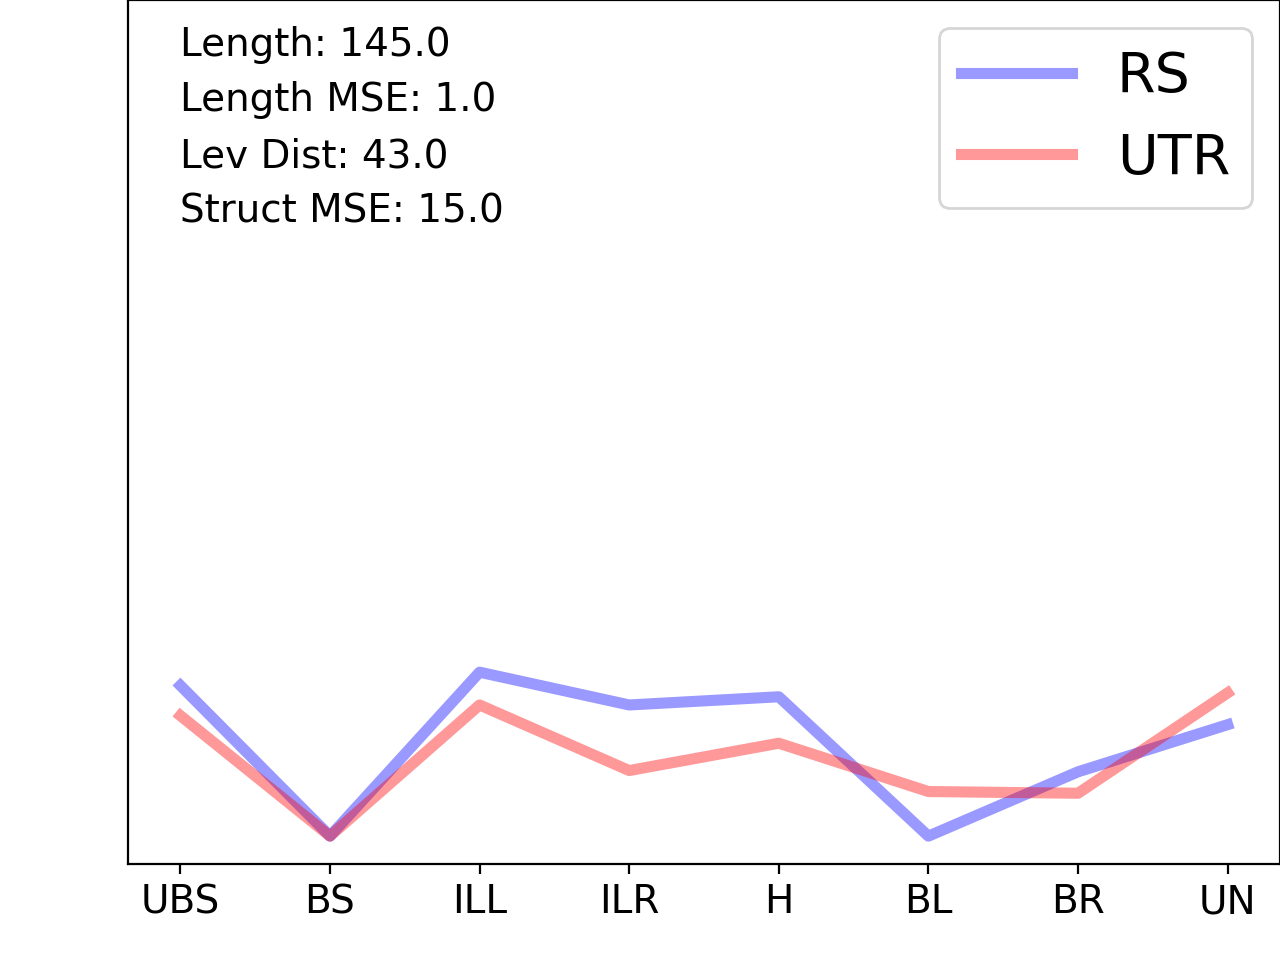 Length: 145.0
Length MSE: 1.0
Lev Dist: 43.0
Struct MSE: 15.0
RS
UTR
UBS BS ILL ILR H BL BR UN